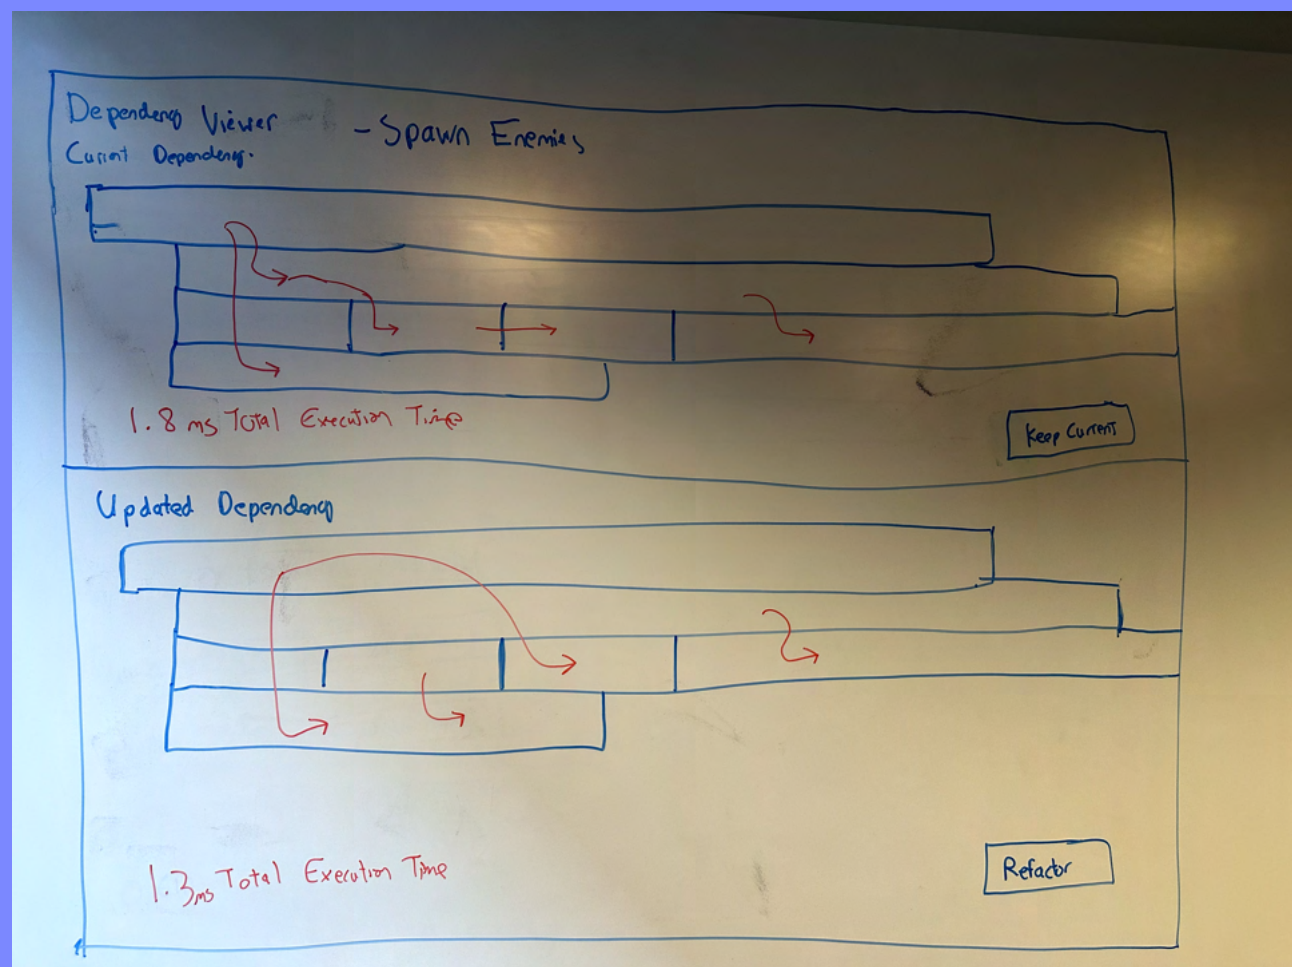 Dependency Viewer - Spawn Enemies
Current Dependency.
1.8 ms Total Execution Time
Keep Current
Updated Dependency
1.3ms Total Execution Time
Refactor